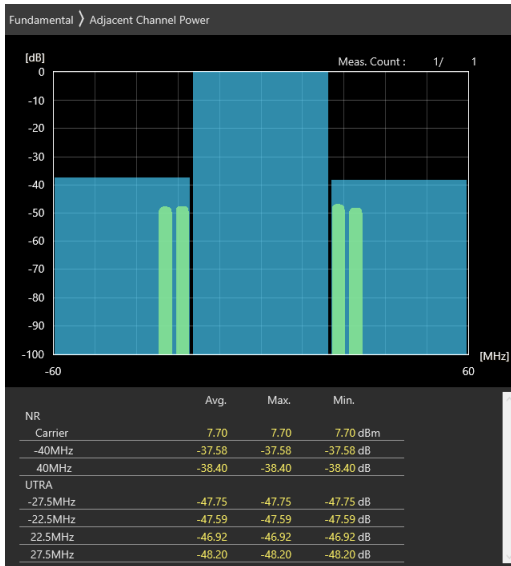 Fundamental 〉 Adjacent Channel Power
[dB]
Meas. Count : 1/ 1
0
-10
-20
-30
-40
-50
-60
-70
-80
-90
-100
[MHz]
-60 60
Avg. Max. Min.
NR
Carrier 7.70 7.70 7.70 dBm
-40MHz -37.58 -37.58 -37.58 dB
40MHz -38.40 -38.40 -38.40 dB
UTRA
-27.5MHz -47.75 -47.75 -47.75 dB
-22.5MHz -47.59 -47.59 -47.59 dB
22.5MHz -46.92 -46.92 -46.92 dB
27.5MHz -48.20 -48.20 -48.20 dB